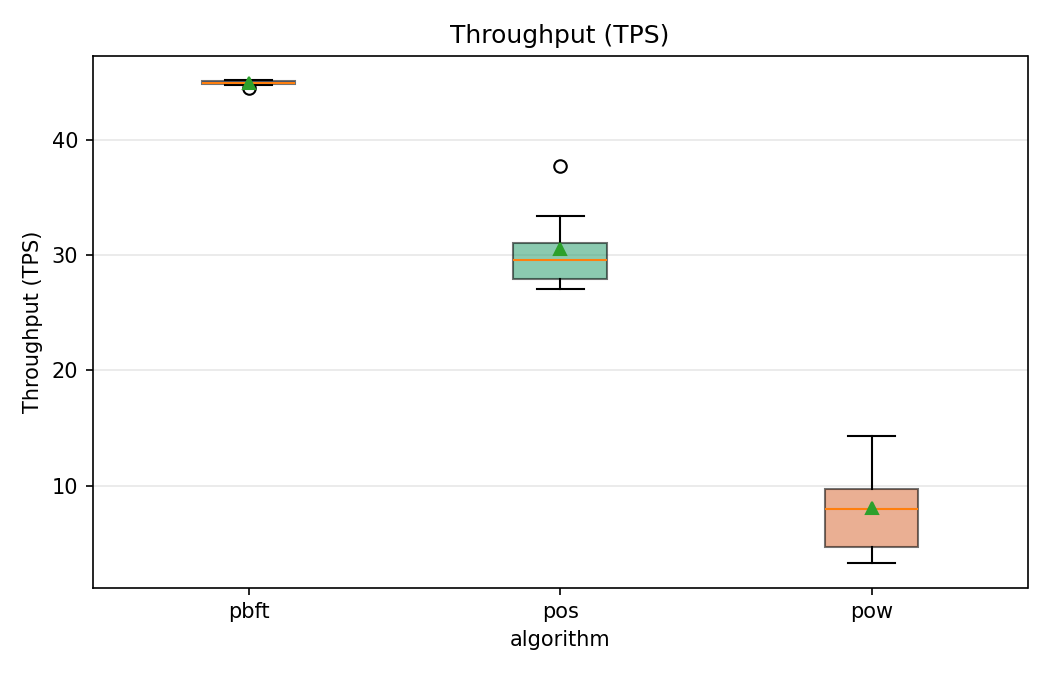 Throughput (TPS)
Throughput (TPS)
40
30
20
10
pbft
pos
pow
algorithm